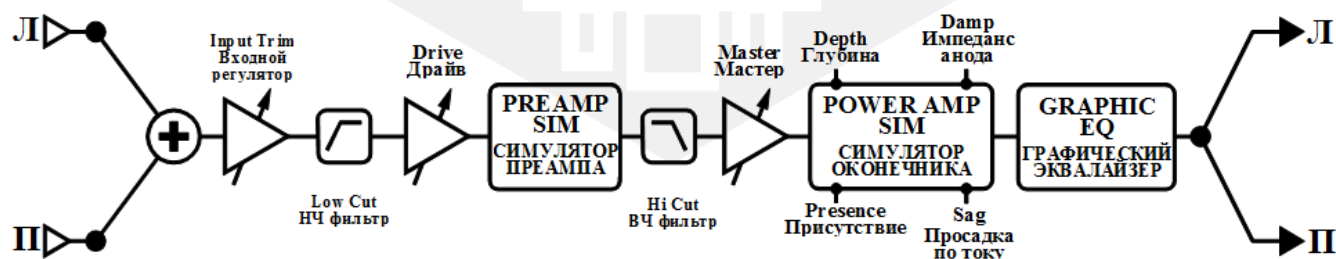 Л
П
Input Trim
Входной
регулятор
Low Cut
НЧ фильтр
Drive
Драйв
PREAMP
SIM
СИМУЛЯТОР
ПРЕАМПА
Hi Cut
ВЧ фильтр
Master
Мастер
Depth
Глубина
Damp
Импеданс
анода
POWER AMP
SIM
СИМУЛЯТОР
ОКОНЕЧНИКА
Presence
Присутствие
Sag
Просадка
по току
GRAPHIC
EQ
ГРАФИЧЕСКИЙ
ЭКВАЛАЙЗЕР
Л
П